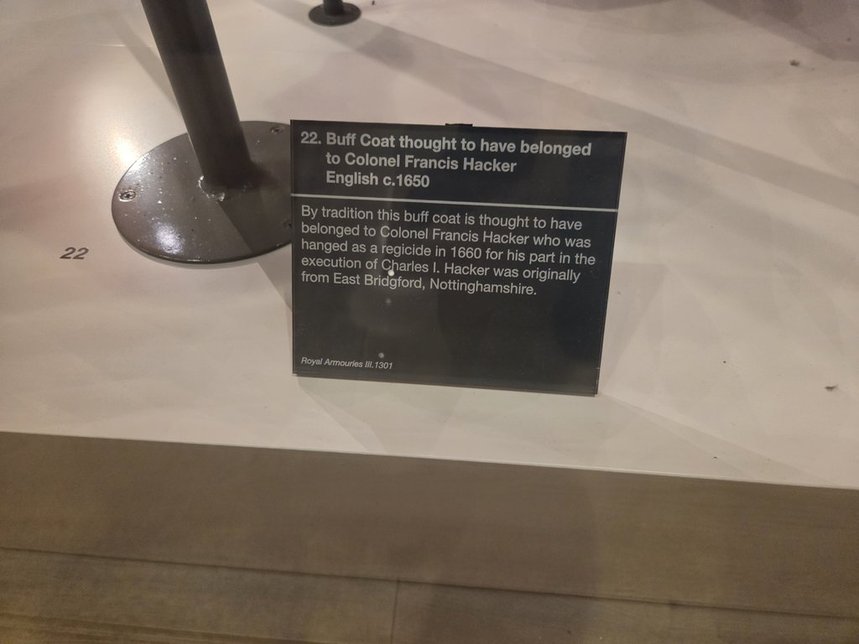 22. Buff Coat thought to have belonged
to Colonel Francis Hacker
English c.1650
By tradition this buff coat is thought to have
belonged to Colonel Francis Hacker who was
hanged as a regicide in 1660 for his part in the
execution of Charles I. Hacker was originally
from East Bridgford, Nottinghamshire.
Royal Armouries III.1301
22